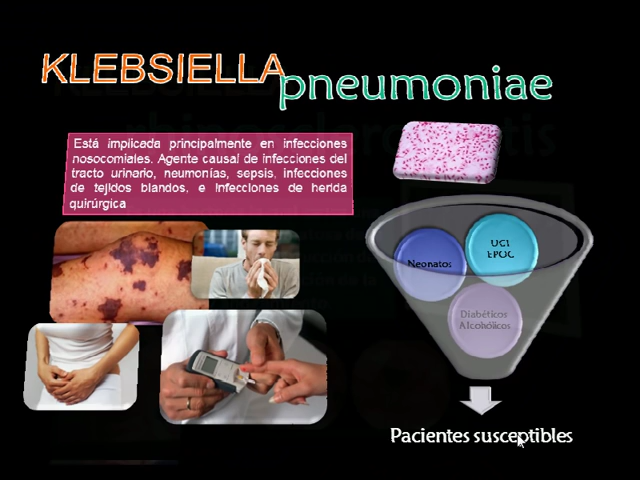 KLEBSIELLA pneumoniae
Está implicada principalmente en infecciones
nosocomiales. Agente causal de infecciones del
tracto urinario, neumonías, sepsis, infecciones
de tejidos blandos, e infecciones de herida
quirúrgica
UCI
EPOC
Neonatos
Diabéticos
Alcohólicos
Pacientes susceptibles